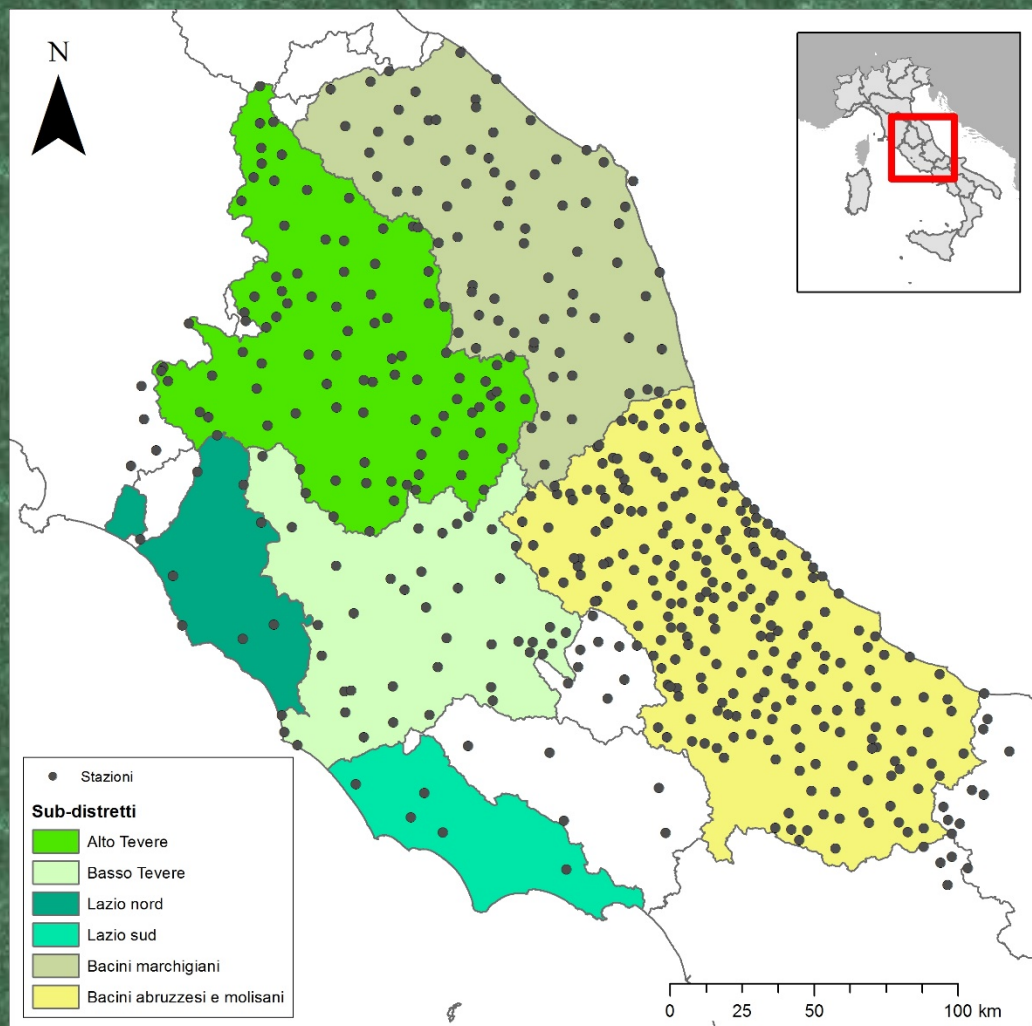 N
Stazioni
Sub-distretti
Alto Tevere
Basso Tevere
Lazio nord
Lazio sud
Bacini marchigiani
Bacini abruzzesi e molisani
0 25 50 100 km